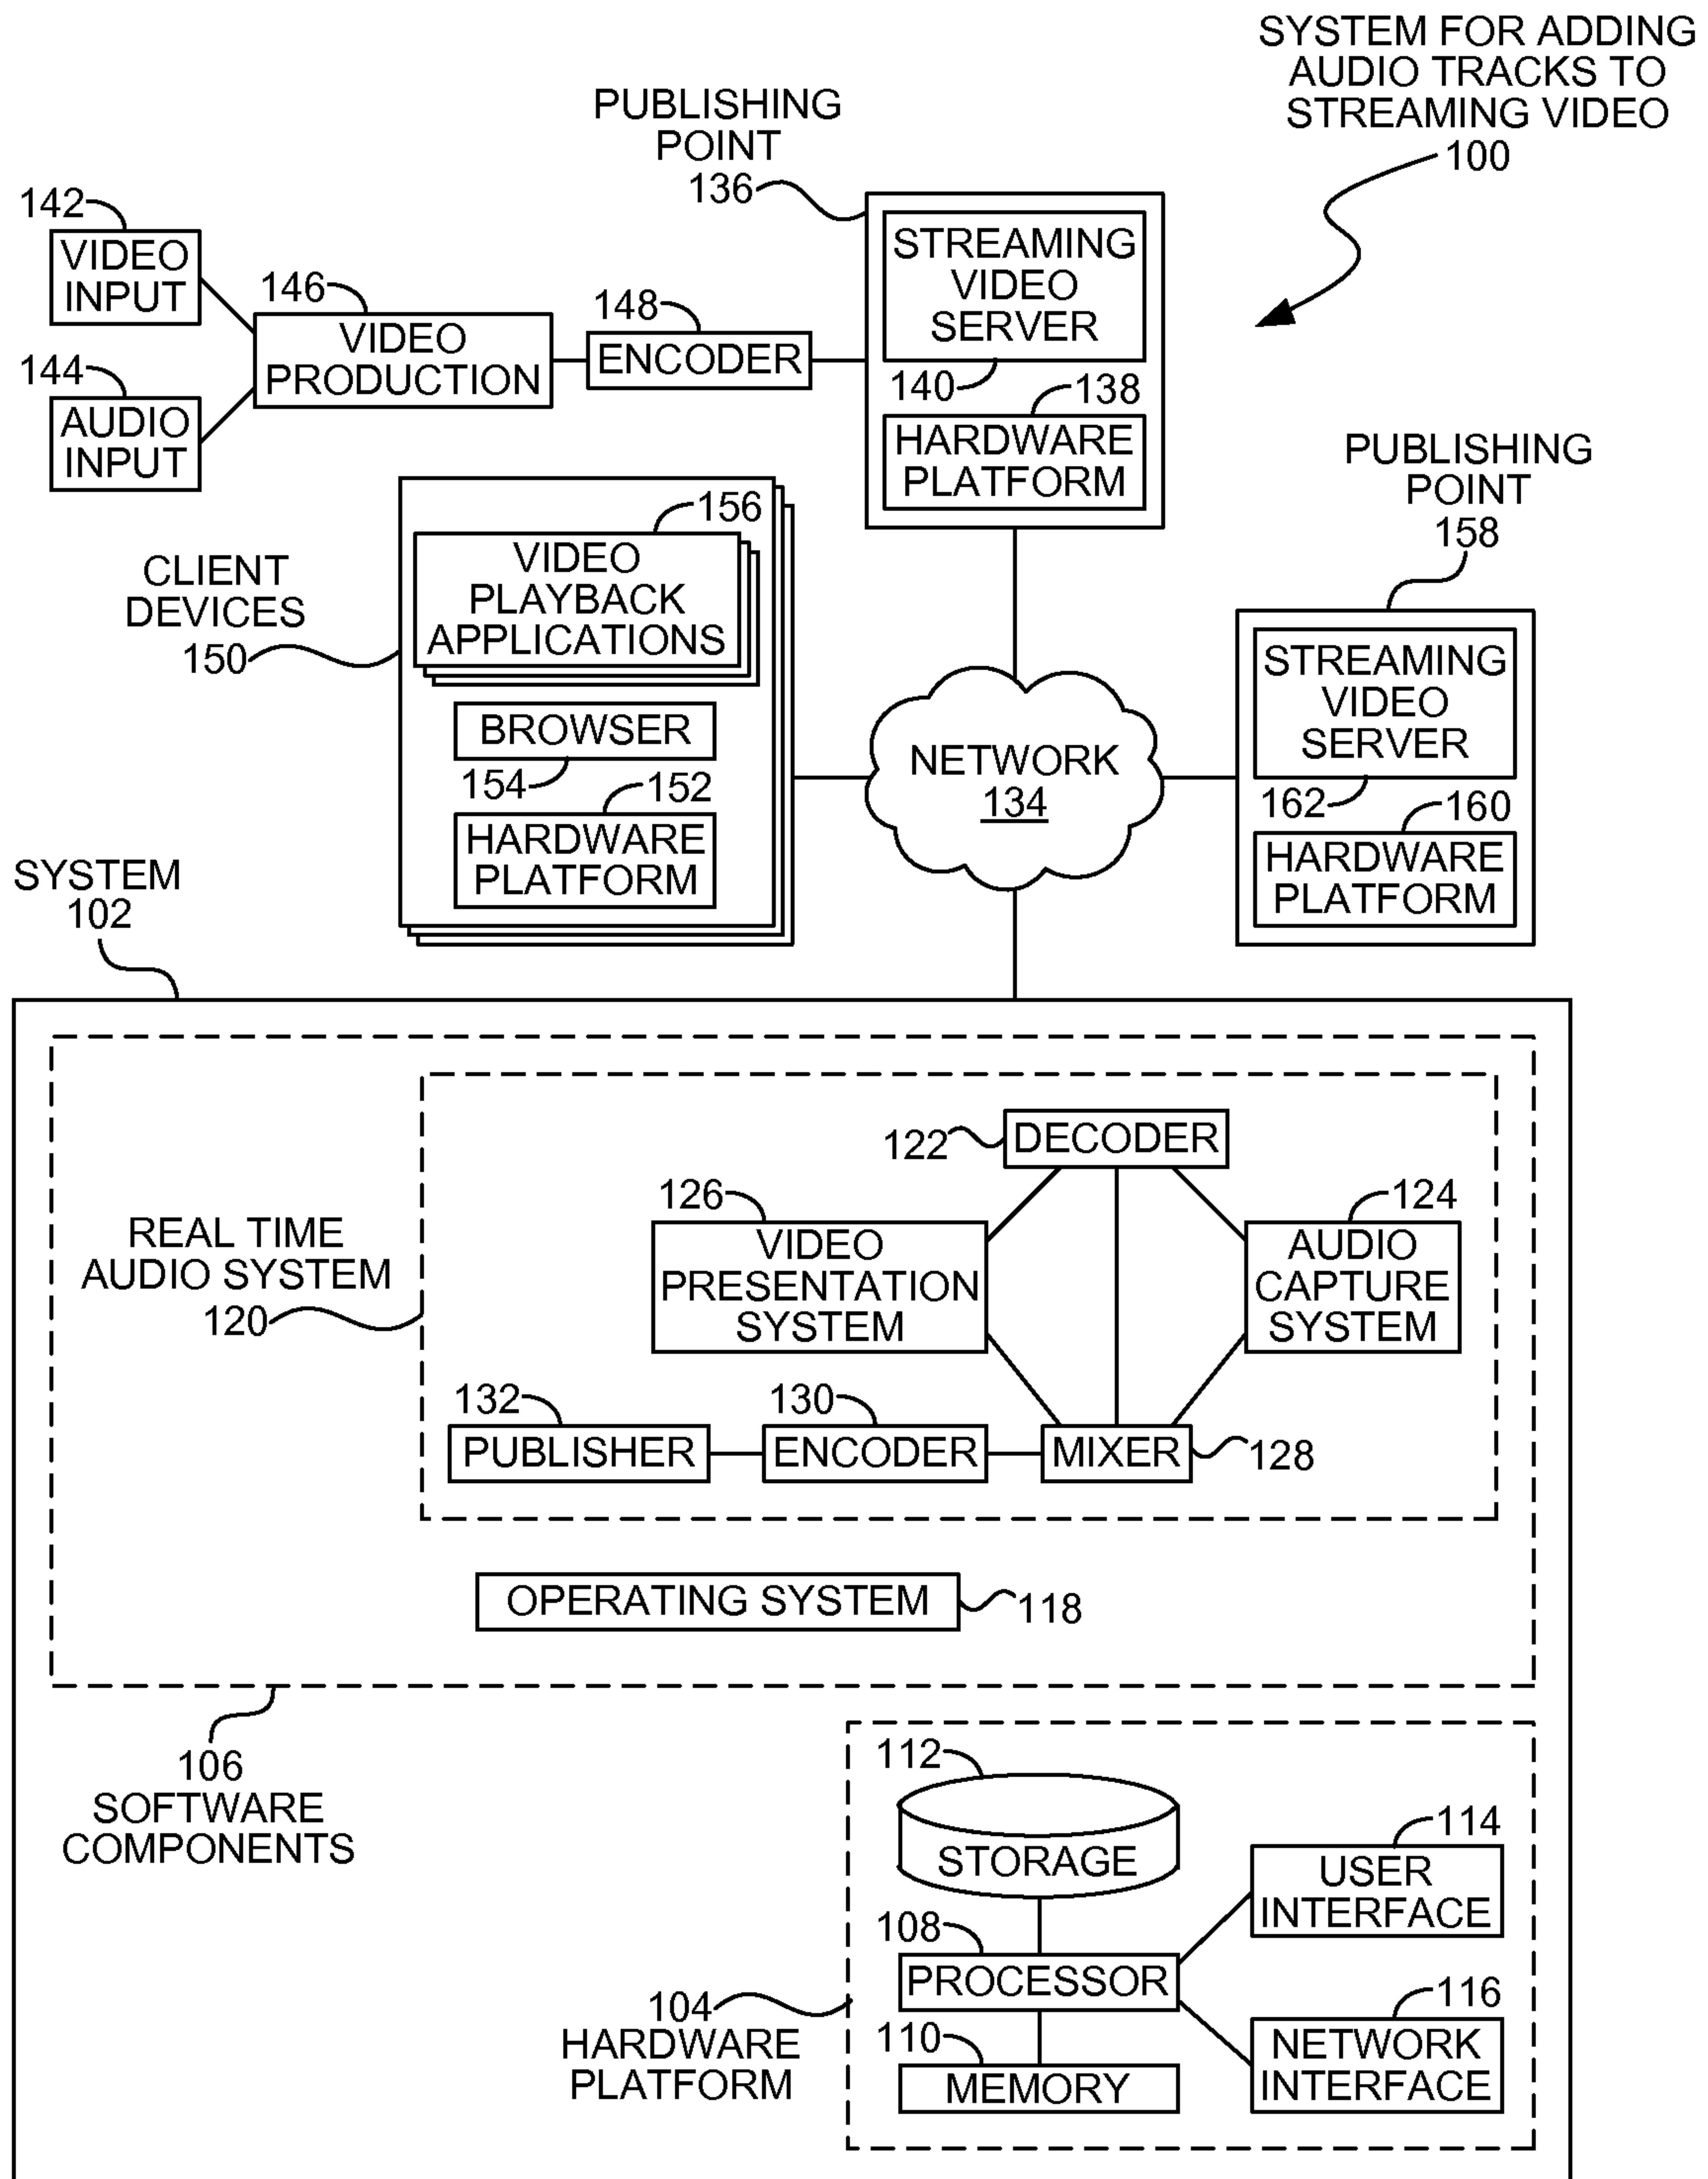 SYSTEM FOR ADDING
AUDIO TRACKS TO
STREAMING VIDEO
100
PUBLISHING
POINT
136
142
VIDEO
INPUT
144
AUDIO
INPUT
146
VIDEO
PRODUCTION
148
ENCODER
STREAMING
VIDEO
SERVER
140
138
HARDWARE
PLATFORM
PUBLISHING
POINT
158
STREAMING
VIDEO
SERVER
162
160
HARDWARE
PLATFORM
CLIENT
DEVICES
150
156
VIDEO
PLAYBACK
APPLICATIONS
BROWSER
154
152
HARDWARE
PLATFORM
NETWORK
134
SYSTEM
102
REAL TIME
AUDIO SYSTEM
120
122
DECODER
126
VIDEO
PRESENTATION
SYSTEM
124
AUDIO
CAPTURE
SYSTEM
132
PUBLISHER
130
ENCODER
MIXER
128
OPERATING SYSTEM
118
106
SOFTWARE
COMPONENTS
112
STORAGE
114
USER
INTERFACE
108
PROCESSOR
104
HARDWARE
PLATFORM
110
MEMORY
116
NETWORK
INTERFACE